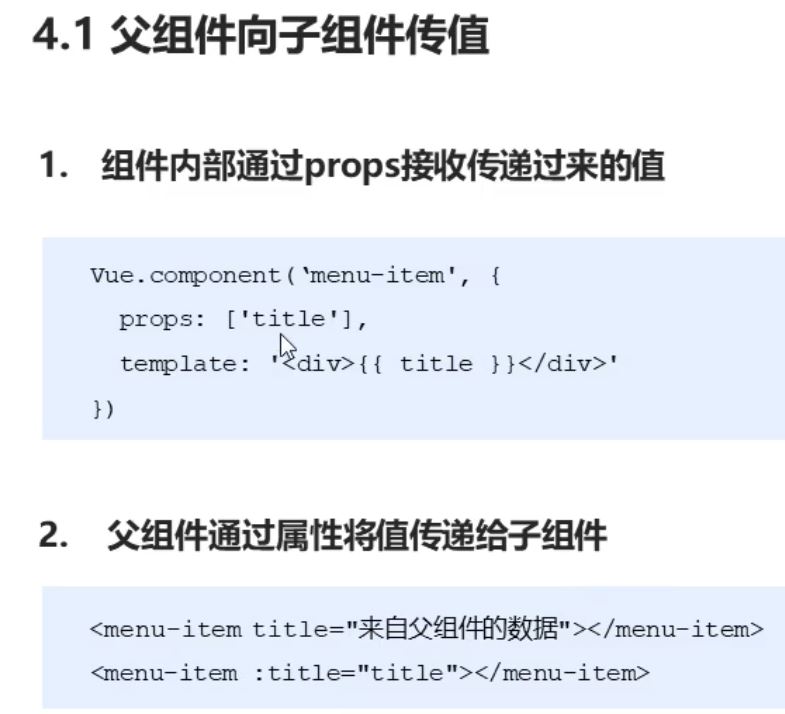 4.1 父组件向子组件传值
1. 组件内部通过props接收传递过来的值
Vue.component(‘menu-item', {
props: ['title'],
template: '<div>{{ title }}</div>'
})
2. 父组件通过属性将值传递给子组件
<menu-item title="来自父组件的数据"></menu-item>
<menu-item :title="title"></menu-item>